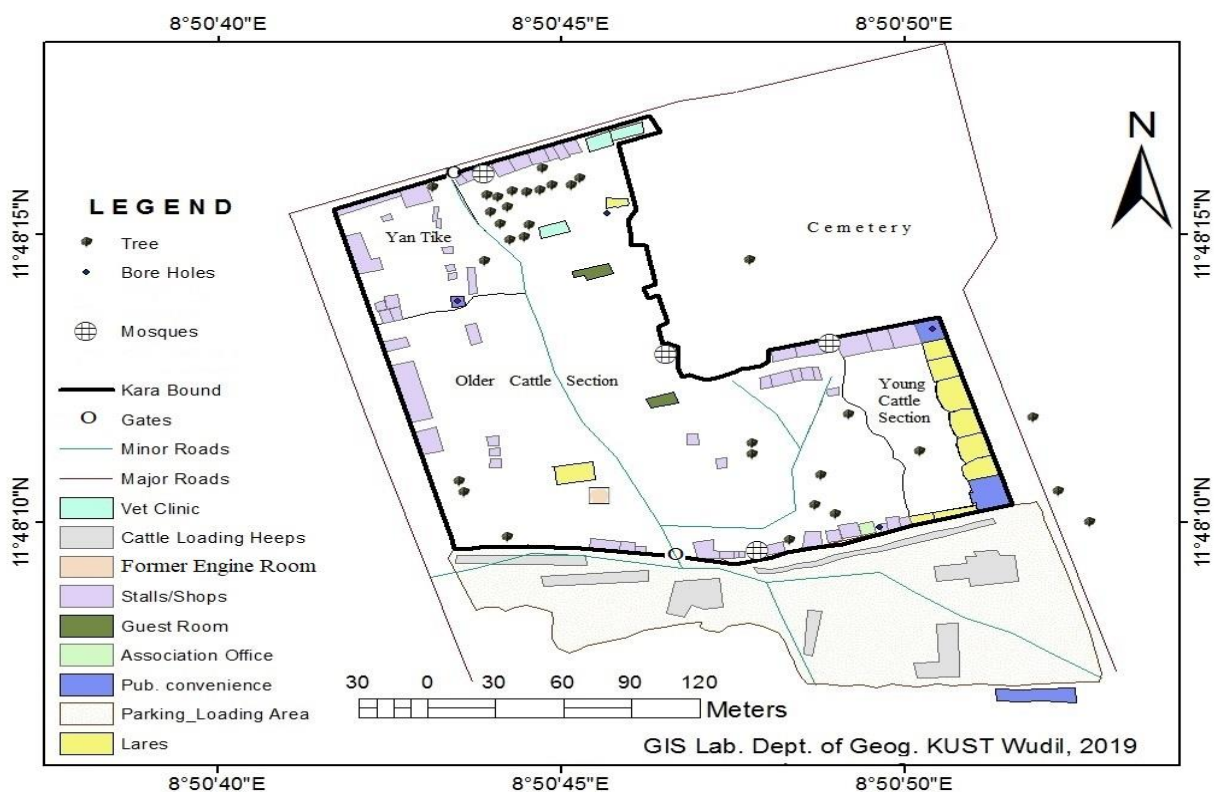 8°50'40"E
8°50'45"E
8°50'50"E
N
11°48'15"N
11°48'15"N
11°48'10"N
11°48'10"N
LEGEND
Tree
Bore Holes
Mosques
Kara Bound
Gates
Minor Roads
Major Roads
Vet Clinic
Cattle Loading Heeps
Former Engine Room
Stalls/Shops
Guest Room
Association Office
Pub. convenience
Parking_Loading Area
Lares
Yan Tike
Cemetery
Older Cattle Section
Young
Cattle
Section
30 0 30 60 90 120
Meters
GIS Lab. Dept. of Geog. KUST Wudil, 2019
8°50'40"E
8°50'45"E
8°50'50"E